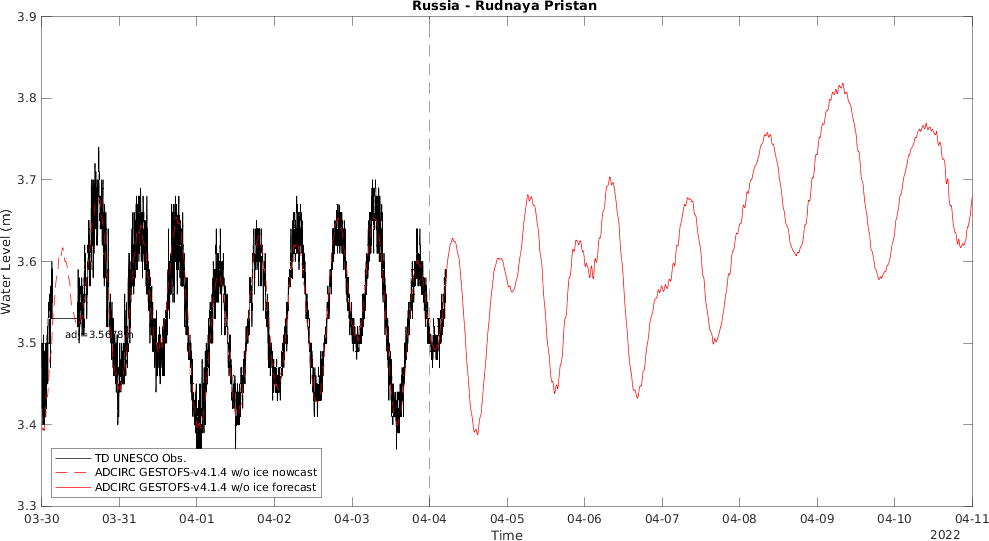 Russia - Rudnaya Pristan
3.9
3.8
3.7
3.6
3.5
3.4
3.3
Water Level (m)
TD UNESCO Obs.
ADCIRC GESTOFS-v4.1.4 w/o ice nowcast
ADCIRC GESTOFS-v4.1.4 w/o ice forecast
03-30 03-31 04-01 04-02 04-03 04-04 04-05 04-06 04-07 04-08 04-09 04-10 04-11
Time
2022